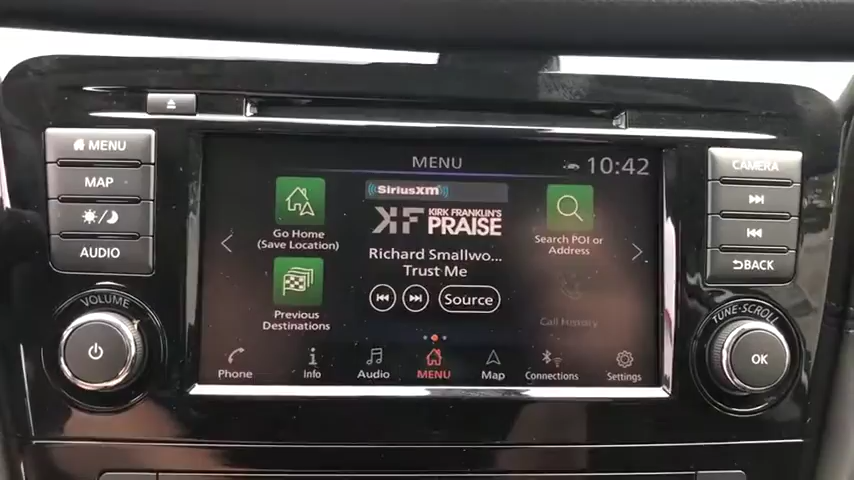 MENU
MAP
AUDIO
VOLUME
MENU
10:42
Go Home
(Save Location)
Previous
Destinations
SiriusXM
KF KIRK FRANKLIN'S
PRAISE
Richard Smallwo...
Trust Me
Source
Search POI or
Address
Call History
Phone
Info
Audio
MENU
Map
Connections
Settings
CAMERA
BACK
TUNE·SCROLL
OK